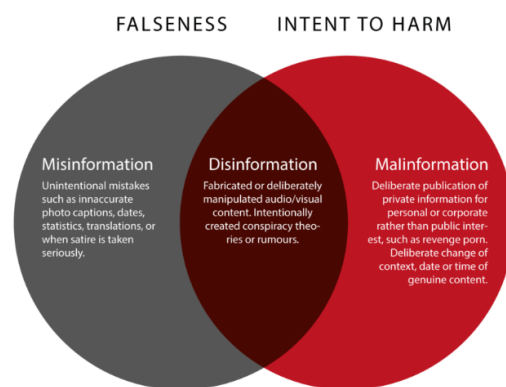 FALSENESS
INTENT TO HARM
Misinformation
Unintentional mistakes
such as innaccurate
photo captions, dates,
statistics, translations, or
when satire is taken
seriously.
Disinformation
Fabricated or deliberately
manipulated audio/visual
content. Intentionally
created conspiracy theo-
ries or rumours.
Malinformation
Deliberate publication of
private information for
personal or corporate
rather than public inter-
est, such as revenge porn.
Deliberate change of
context, date or time of
genuine content.